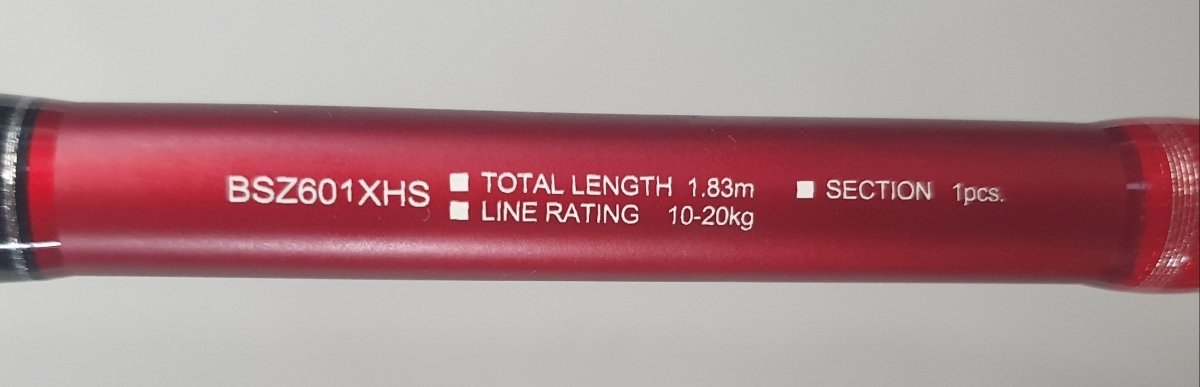 BSZ601XHS
■ TOTAL LENGTH 1.83m ■ SECTION 1pcs.
■ LINE RATING 10-20kg